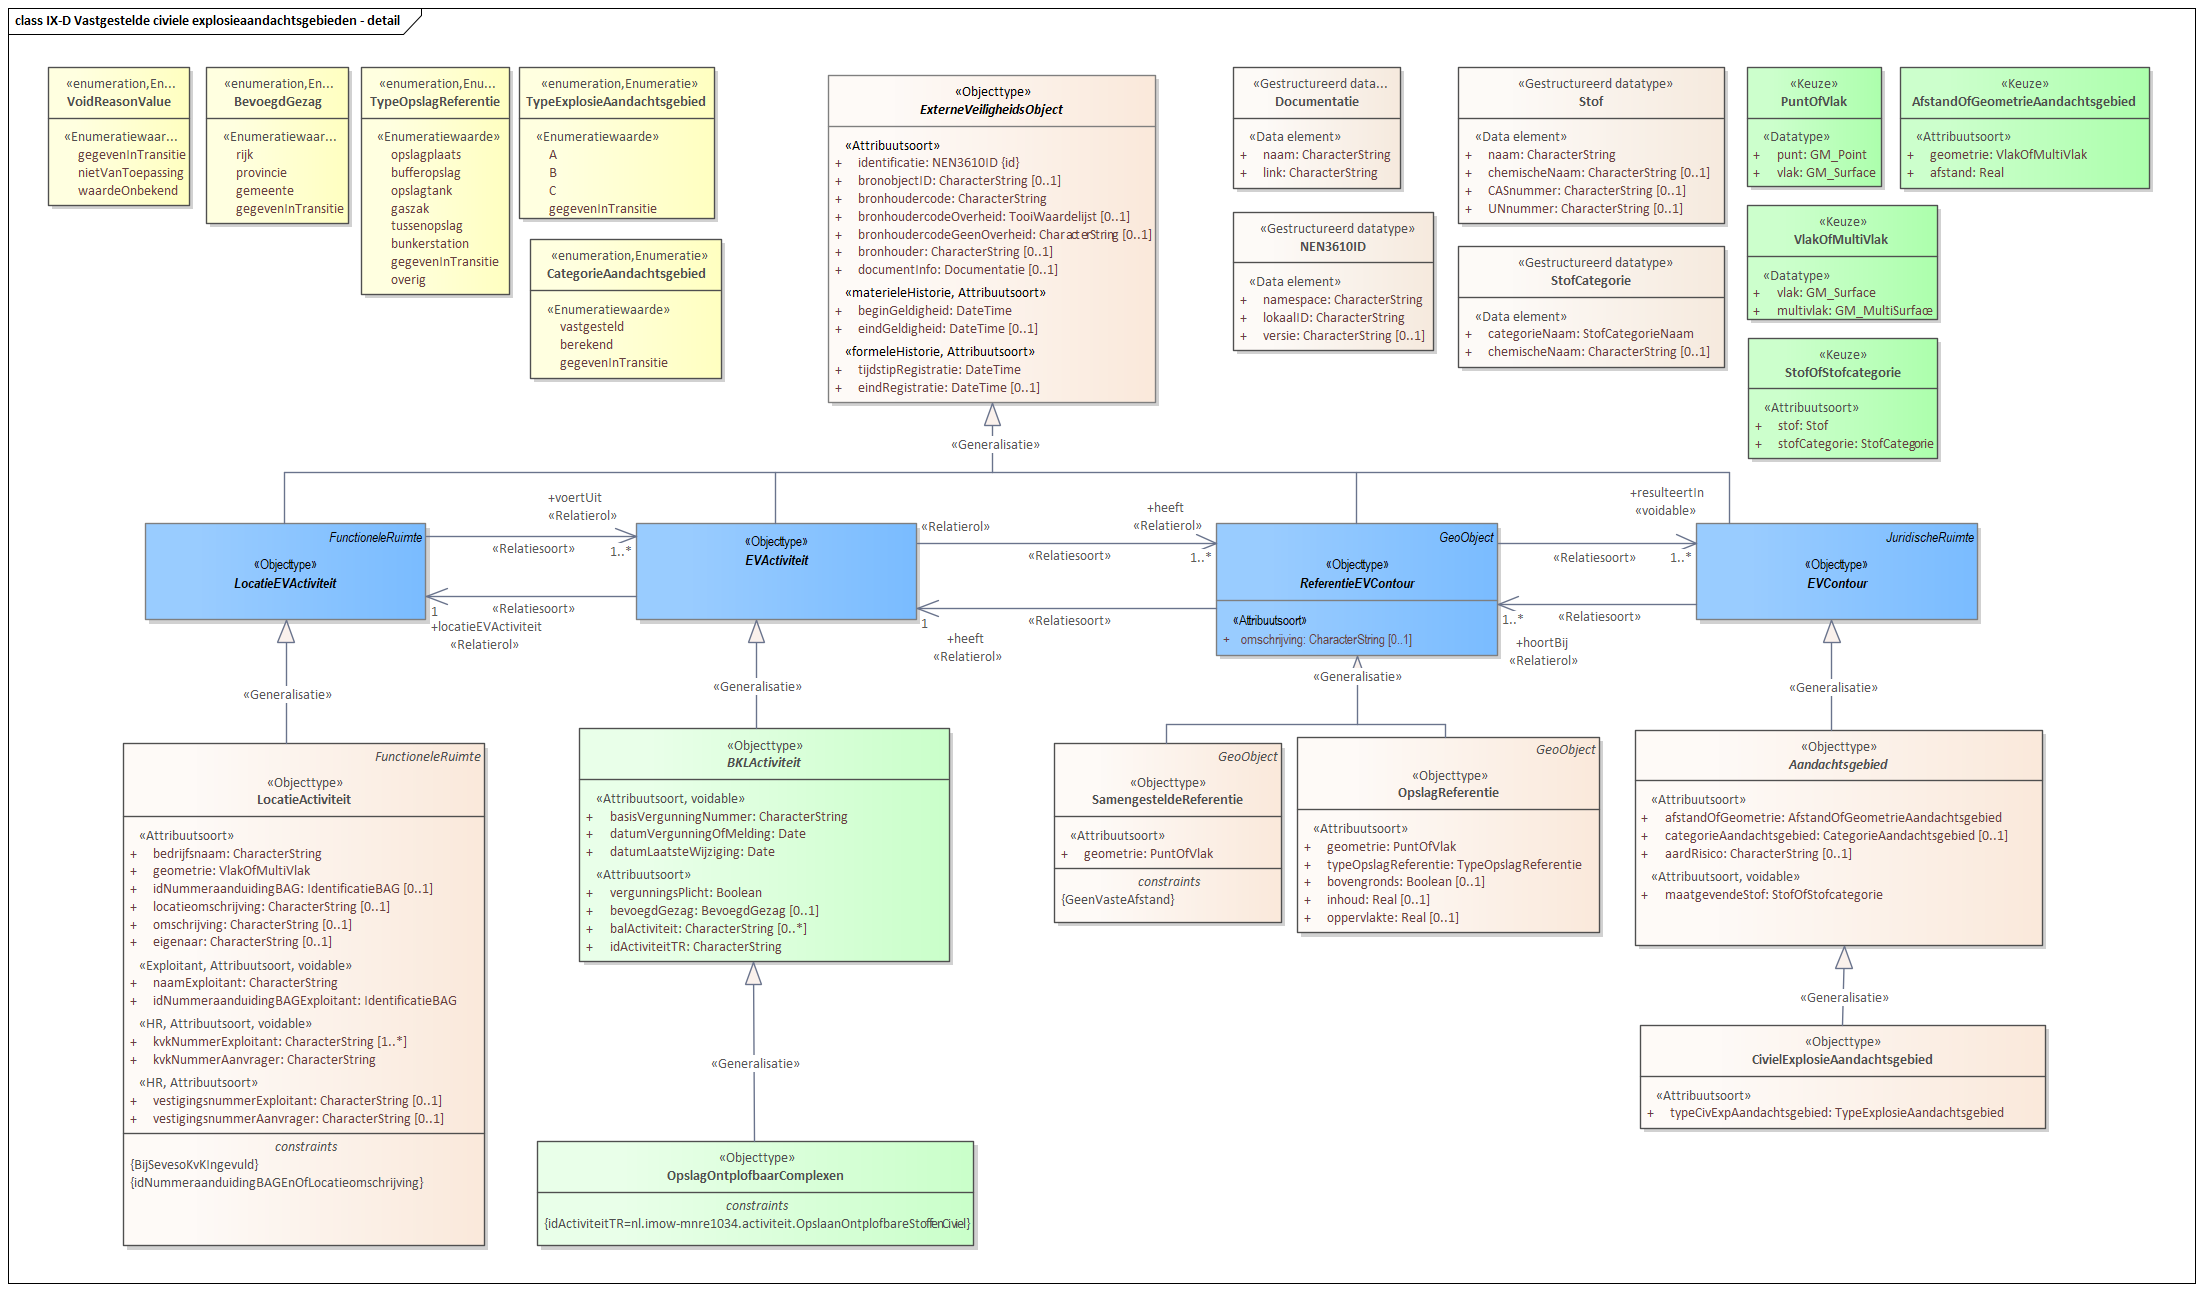 class IX-D Vastgestelde civiele explosieaandachtsgebieden - detail
«enumeration,En...
VoidReasonValue
«Enumeratiewaar...
gegevenInTransitie
nietVanToepassing
waardeOnbekend
«enumeration,En...
BevoegdGezag
«Enumeratiewaar...
rijk
provincie
gemeente
gegevenInTransitie
«enumeration,Enu...
TypeOpslagReferentie
«Enumeratiewaarde»
opslagplaats
bufferopslag
opslagtank
gaszak
tussenopslag
bunkerstation
gegevenInTransitie
overig
«enumeration,Enumeratie»
TypeExplosieAandachtsgebied
«Enumeratiewaarde»
A
B
C
gegevenInTransitie
«enumeration,Enumeratie»
CategorieAandachtsgebied
«Enumeratiewaarde»
vastgesteld
berekend
gegevenInTransitie
«Objecttype»
ExterneVeiligheidsObject
«Attribuutsoort»
+ identificatie: NEN3610ID {id}
+ bronobjectID: CharacterString [0..1]
+ bronhoudercode: CharacterString
+ bronhoudercodeOverheid: TooiWaardelijst [0..1]
+ bronhoudercodeGeenOverheid: CharacterString [0..1]
+ bronhouder: CharacterString [0..1]
+ documentInfo: Documentatie [0..1]
«materieleHistorie, Attribuutsoort»
+ beginGeldigheid: DateTime
+ eindGeldigheid: DateTime [0..1]
«formeleHistorie, Attribuutsoort»
+ tijdstipRegistratie: DateTime
+ eindRegistratie: DateTime [0..1]
«Gestructureerd data...
Documentatie
«Data element»
+ naam: CharacterString
+ link: CharacterString
«Gestructureerd datatype»
NEN3610ID
«Data element»
+ namespace: CharacterString
+ lokaalID: CharacterString
+ versie: CharacterString [0..1]
«Gestructureerd datatype»
Stof
«Data element»
+ naam: CharacterString
+ chemischeNaam: CharacterString [0..1]
+ CASnummer: CharacterString [0..1]
+ UNnummer: CharacterString [0..1]
«Gestructureerd datatype»
StofCategorie
«Data element»
+ categorieNaam: StofCategorieNaam
+ chemischeNaam: CharacterString [0..1]
«Keuze»
PuntOfVlak
«Datatype»
+ punt: GM_Point
+ vlak: GM_Surface
«Keuze»
AfstandOfGeometrieAandachtsgebied
«Attribuutsoort»
+ geometrie: VlakOfMultiVlak
+ afstand: Real
«Keuze»
VlakOfMultiVlak
«Datatype»
+ vlak: GM_Surface
+ multivlak: GM_MultiSurface
«Keuze»
StofOfStofcategorie
«Attribuutsoort»
+ stof: Stof
+ stofCategorie: StofCategorie
«Generalisatie»
FunctioneleRuimte
«Objecttype»
LocatieEVActiviteit
+voertUit
«Relatierol»
«Relatiesoort»
1..*
«Relatiesoort»
1
+locatieEVActiviteit
«Relatierol»
«Objecttype»
EVActiviteit
«Relatierol»
+heeft
«Relatierol»
«Relatiesoort»
1..*
«Relatiesoort»
1
+heeft
«Relatierol»
GeoObject
«Objecttype»
ReferentieEVContour
«Attribuutsoort»
+ omschrijving: CharacterString [0..1]
+resulteertIn
«voidable»
«Relatiesoort»
1..*
«Relatiesoort»
1..*
+hoortBij
«Relatierol»
JuridischeRuimte
«Objecttype»
EVContour
«Generalisatie»
«Generalisatie»
«Generalisatie»
«Generalisatie»
FunctioneleRuimte
«Objecttype»
LocatieActiviteit
«Attribuutsoort»
+ bedrijfsnaam: CharacterString
+ geometrie: VlakOfMultiVlak
+ idNummeraanduidingBAG: IdentificatieBAG [0..1]
+ locatieomschrijving: CharacterString [0..1]
+ omschrijving: CharacterString [0..1]
+ eigenaar: CharacterString [0..1]
«Exploitant, Attribuutsoort, voidable»
+ naamExploitant: CharacterString
+ idNummeraanduidingBAGExploitant: IdentificatieBAG
«HR, Attribuutsoort, voidable»
+ kvkNummerExploitant: CharacterString [1..*]
+ kvkNummerAanvrager: CharacterString
«HR, Attribuutsoort»
+ vestigingsnummerExploitant: CharacterString [0..1]
+ vestigingsnummerAanvrager: CharacterString [0..1]
constraints
{BijSevesoKvKIngevuld}
{idNummeraanduidingBAGEnOfLocatieomschrijving}
«Objecttype»
BKLActiviteit
«Attribuutsoort, voidable»
+ basisVergunningNummer: CharacterString
+ datumVergunningOfMelding: Date
+ datumLaatsteWijziging: Date
«Attribuutsoort»
+ vergunningsPlicht: Boolean
+ bevoegdGezag: BevoegdGezag [0..1]
+ balActiviteit: CharacterString [0..*]
+ idActiviteitTR: CharacterString
«Generalisatie»
«Objecttype»
OpslagOntplofbaarComplexen
constraints
{idActiviteitTR=nl.imow-mnre1034.activiteit.OpslaanOntplofbareStoffenCiviel}
GeoObject
«Objecttype»
SamengesteldeReferentie
«Attribuutsoort»
+ geometrie: PuntOfVlak
constraints
{GeenVasteAfstand}
GeoObject
«Objecttype»
OpslagReferentie
«Attribuutsoort»
+ geometrie: PuntOfVlak
+ typeOpslagReferentie: TypeOpslagReferentie
+ bovengronds: Boolean [0..1]
+ inhoud: Real [0..1]
+ oppervlakte: Real [0..1]
«Objecttype»
Aandachtsgebied
«Attribuutsoort»
+ afstandOfGeometrie: AfstandOfGeometrieAandachtsgebied
+ categorieAandachtsgebied: CategorieAandachtsgebied [0..1]
+ aardRisico: CharacterString [0..1]
«Attribuutsoort, voidable»
+ maatgevendeStof: StofOfStofcategorie
«Generalisatie»
«Objecttype»
CivielExplosieAandachtsgebied
«Attribuutsoort»
+ typeCivExpAandachtsgebied: TypeExplosieAandachtsgebied